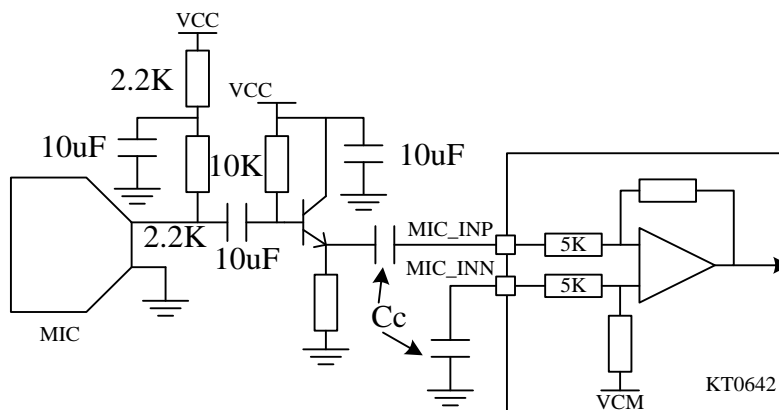 VCC
2.2K
VCC
10uF
10K
10uF
2.2K
10uF
MIC_INP
5K
MIC_INN
5K
Cc
MIC
KT0642
VCM